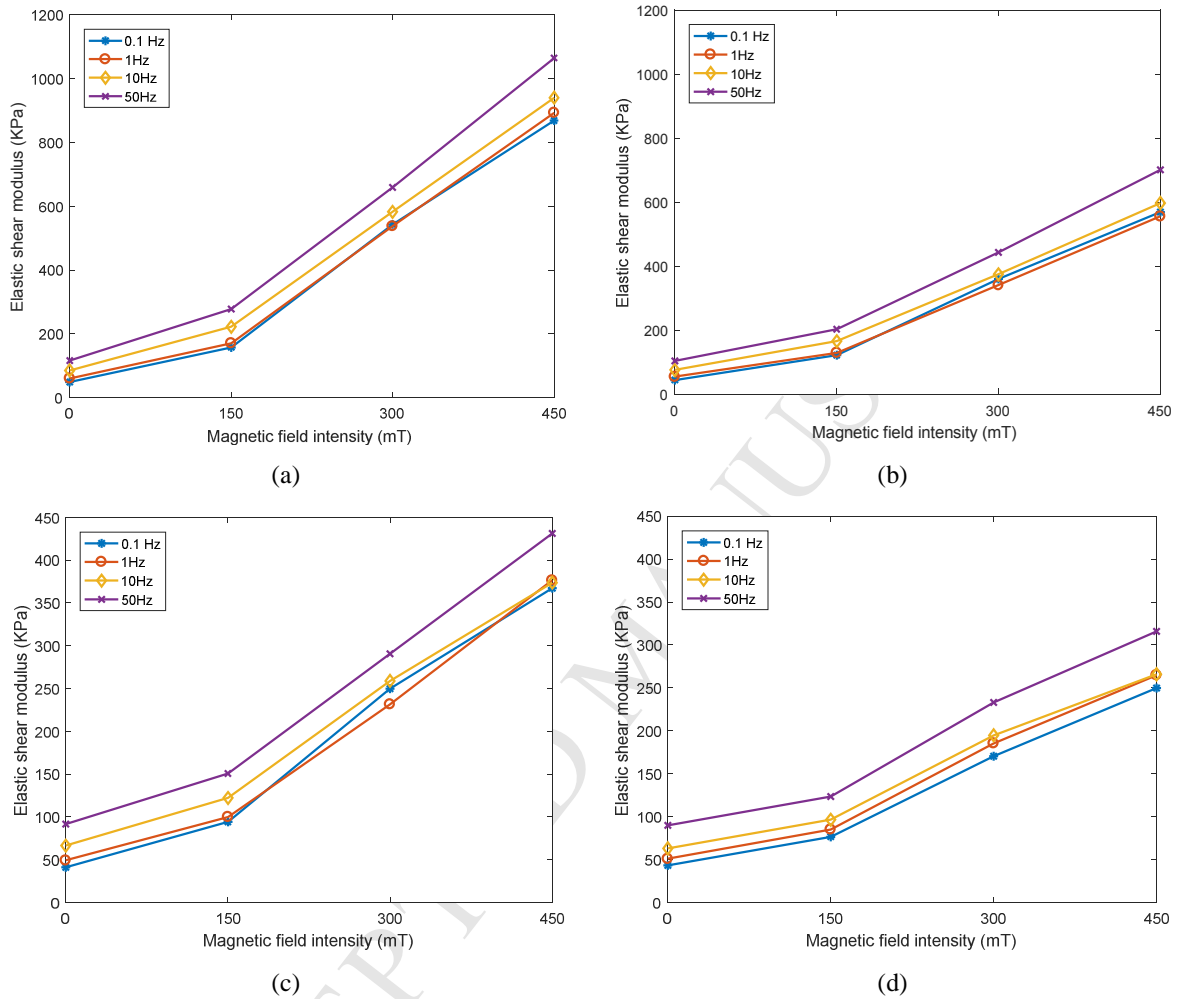 1200
1000
800
600
400
200
0
0 150 300 450
Elastic shear modulus (KPa)
Magnetic field intensity (mT)
0.1 Hz
1Hz
10Hz
50Hz
(a)
1200
1000
800
600
400
200
0
0 150 300 450
Elastic shear modulus (KPa)
Magnetic field intensity (mT)
0.1 Hz
1Hz
10Hz
50Hz
(b)
450
400
350
300
250
200
150
100
50
0
0 150 300 450
Elastic shear modulus (KPa)
Magnetic field intensity (mT)
0.1 Hz
1Hz
10Hz
50Hz
(c)
450
400
350
300
250
200
150
100
50
0
0 150 300 450
Elastic shear modulus (KPa)
Magnetic field intensity (mT)
0.1 Hz
1Hz
10Hz
50Hz
(d)